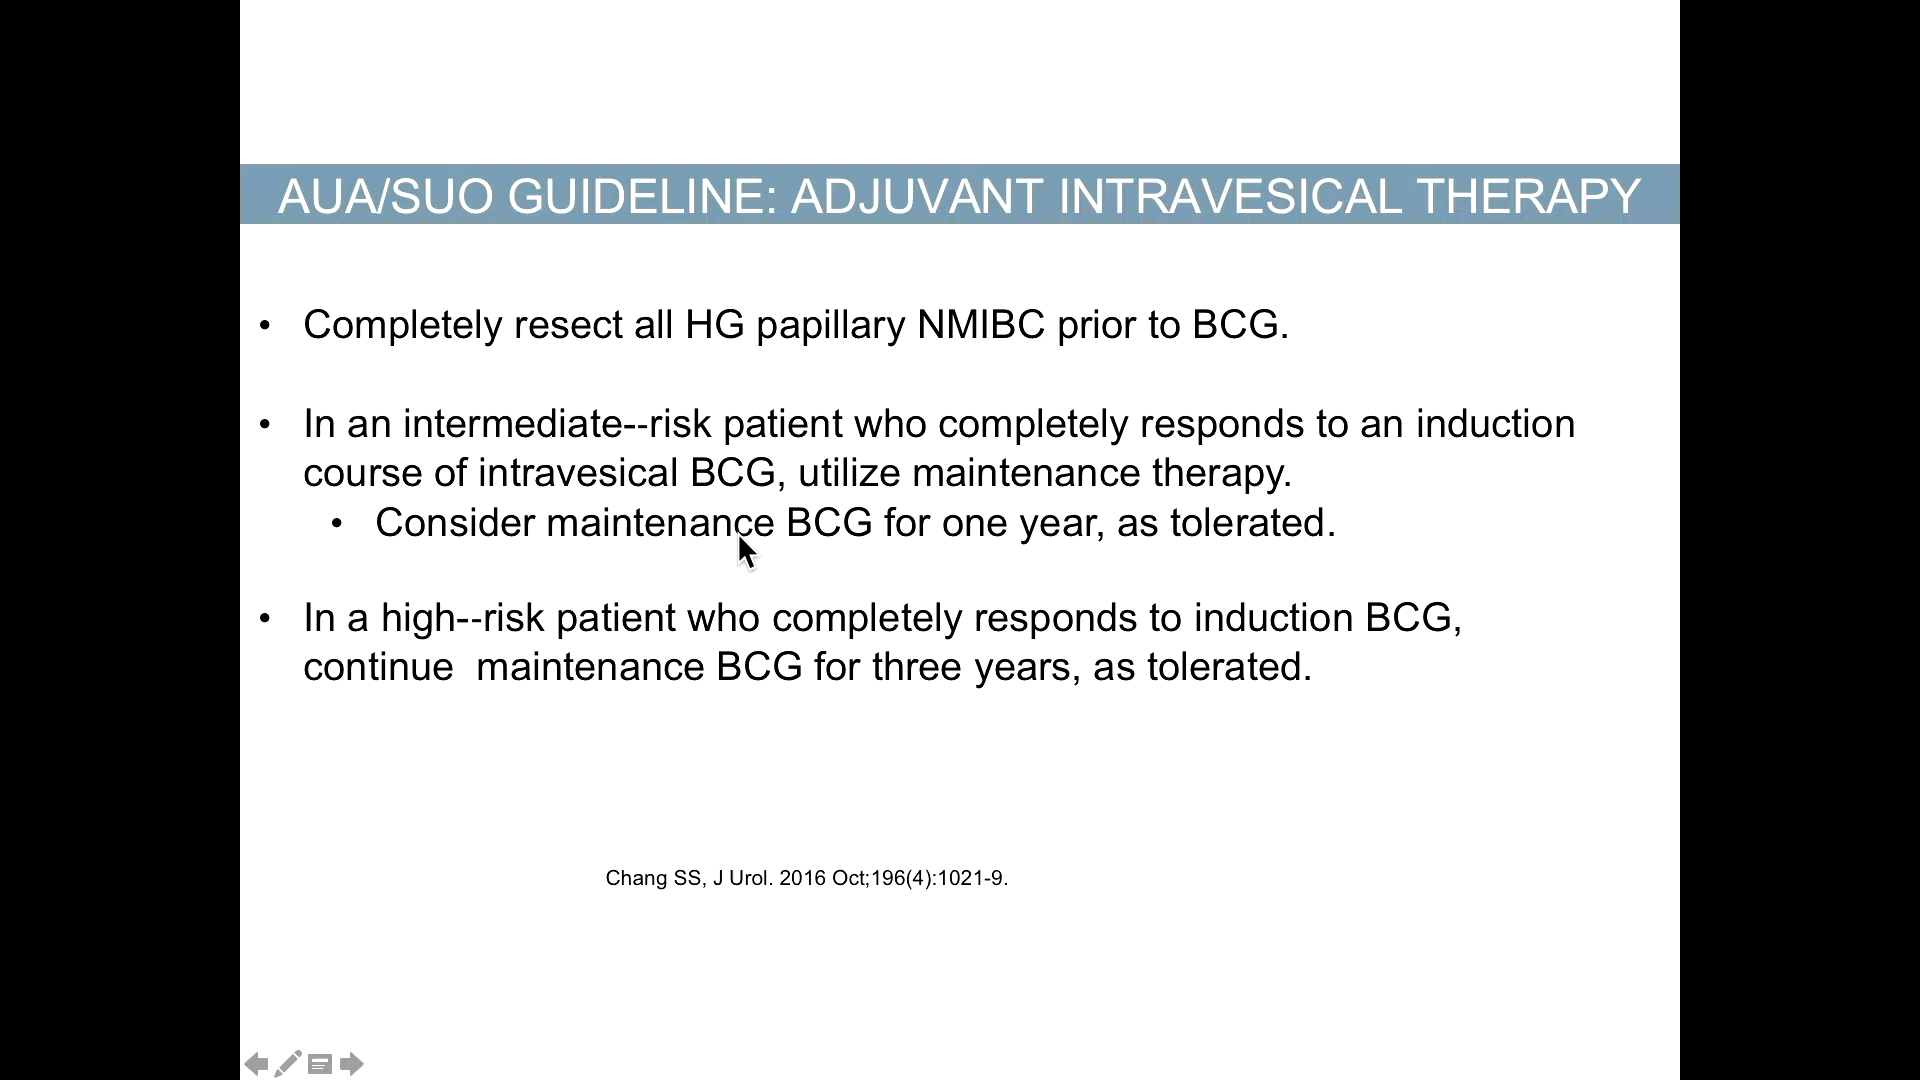 AUA/SUO GUIDELINE: ADJUVANT INTRAVESICAL THERAPY
• Completely resect all HG papillary NMIBC prior to BCG.
• In an intermediate--risk patient who completely responds to an induction
course of intravesical BCG, utilize maintenance therapy.
• Consider maintenance BCG for one year, as tolerated.
• In a high--risk patient who completely responds to induction BCG,
continue  maintenance BCG for three years, as tolerated.
Chang SS, J Urol. 2016 Oct;196(4):1021-9.